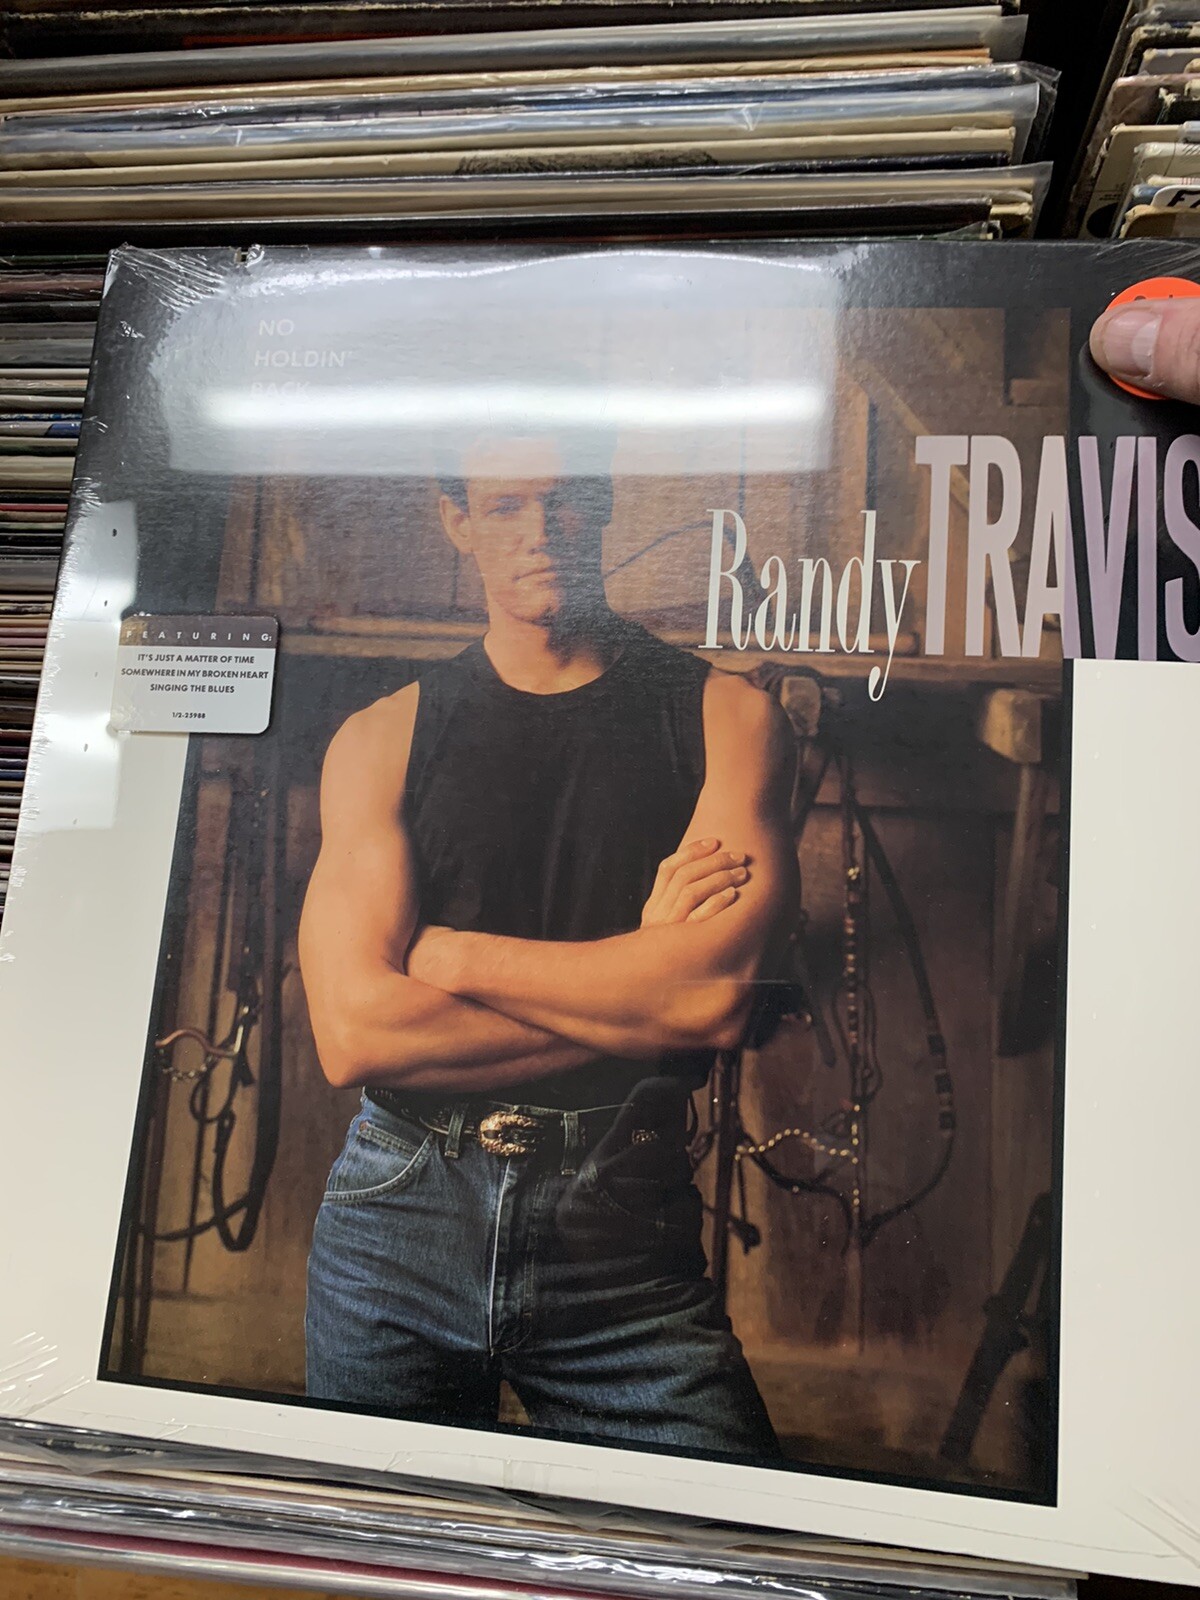 NO
HOLDIN'
BACK
Randy TRAVIS
FEATURING:
IT'S JUST A MATTER OF TIME
SOMEWHERE IN MY BROKEN HEART
SINGING THE BLUES
1/2-25988